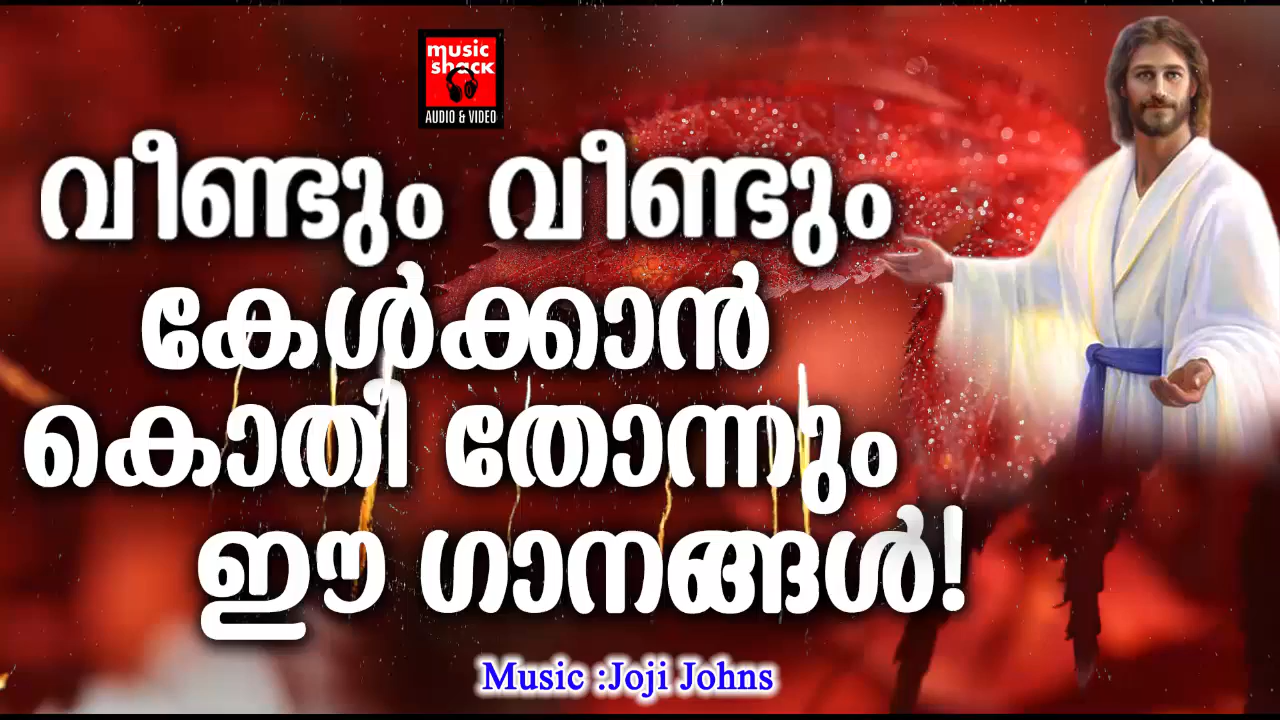 music
shack
AUDIO & VIDEO
വീണ്ടും വീണ്ടും
കേൾക്കാൻ
കൊതി തോന്നും
ഈ ഗാനങ്ങൾ!
Music :Joji Johns